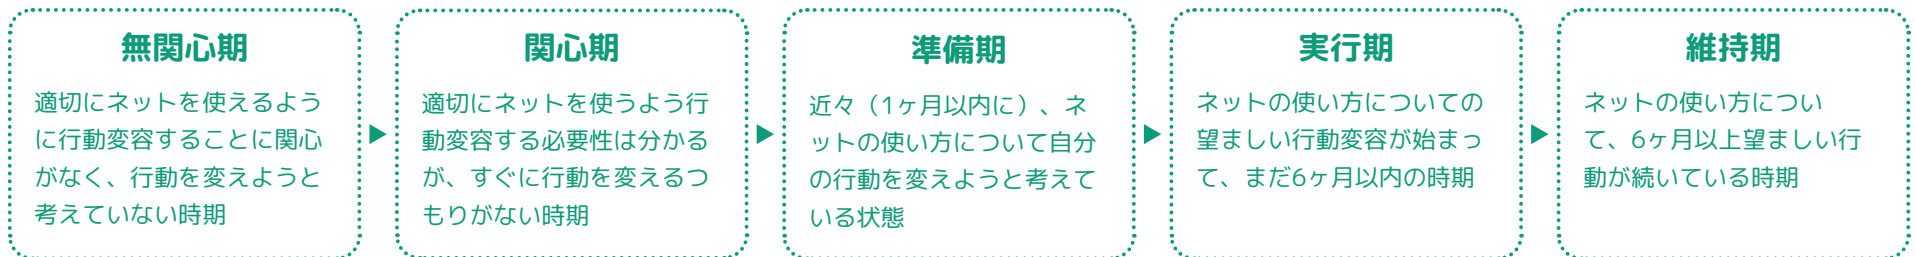 無関心期
適切にネットを使えるよう
に行動変容することに関心
がなく、行動を変えようと
考えていない時期
関心期
適切にネットを使うよう行
動変容する必要性は分かる
が、すぐに行動を変えるつ
もりがない時期
準備期
近々（1ヶ月以内に）、ネ
ットの使い方について自分
の行動を変えようと考えて
いる状態
実行期
ネットの使い方についての
望ましい行動変容が始まっ
て、まだ6ヶ月以内の時期
維持期
ネットの使い方につい
て、6ヶ月以上望ましい行
動が続いている時期